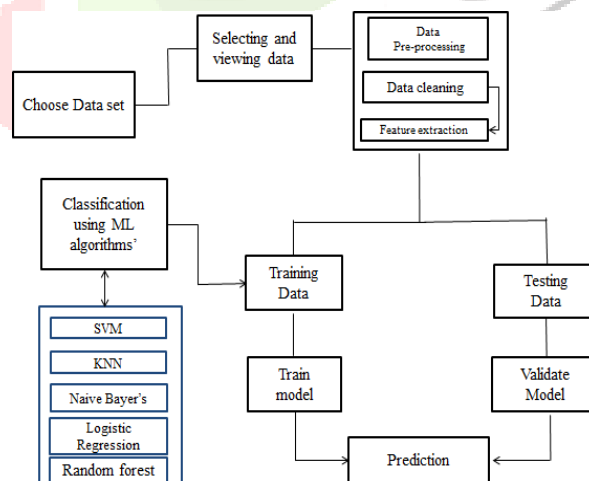 Choose Data set
Selecting and
viewing data
Data
Pre-processing
Data cleaning
Feature extraction
Classification
using ML
algorithms’
SVM
KNN
Naive Bayer's
Logistic
Regression
Random forest
Training
Data
Testing
Data
Train
model
Validate
Model
Prediction